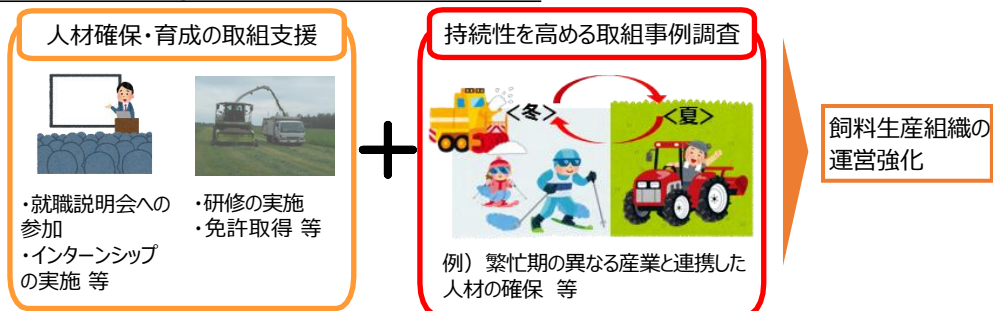 人材確保・育成の取組支援
・就職説明会への
参加
・インターンシップ
の実施 等
・研修の実施
・免許取得 等
+
持続性を高める取組事例調査
<冬>
<夏>
例) 繁忙期の異なる産業と連携した
人材の確保 等
飼料生産組織の
運営強化